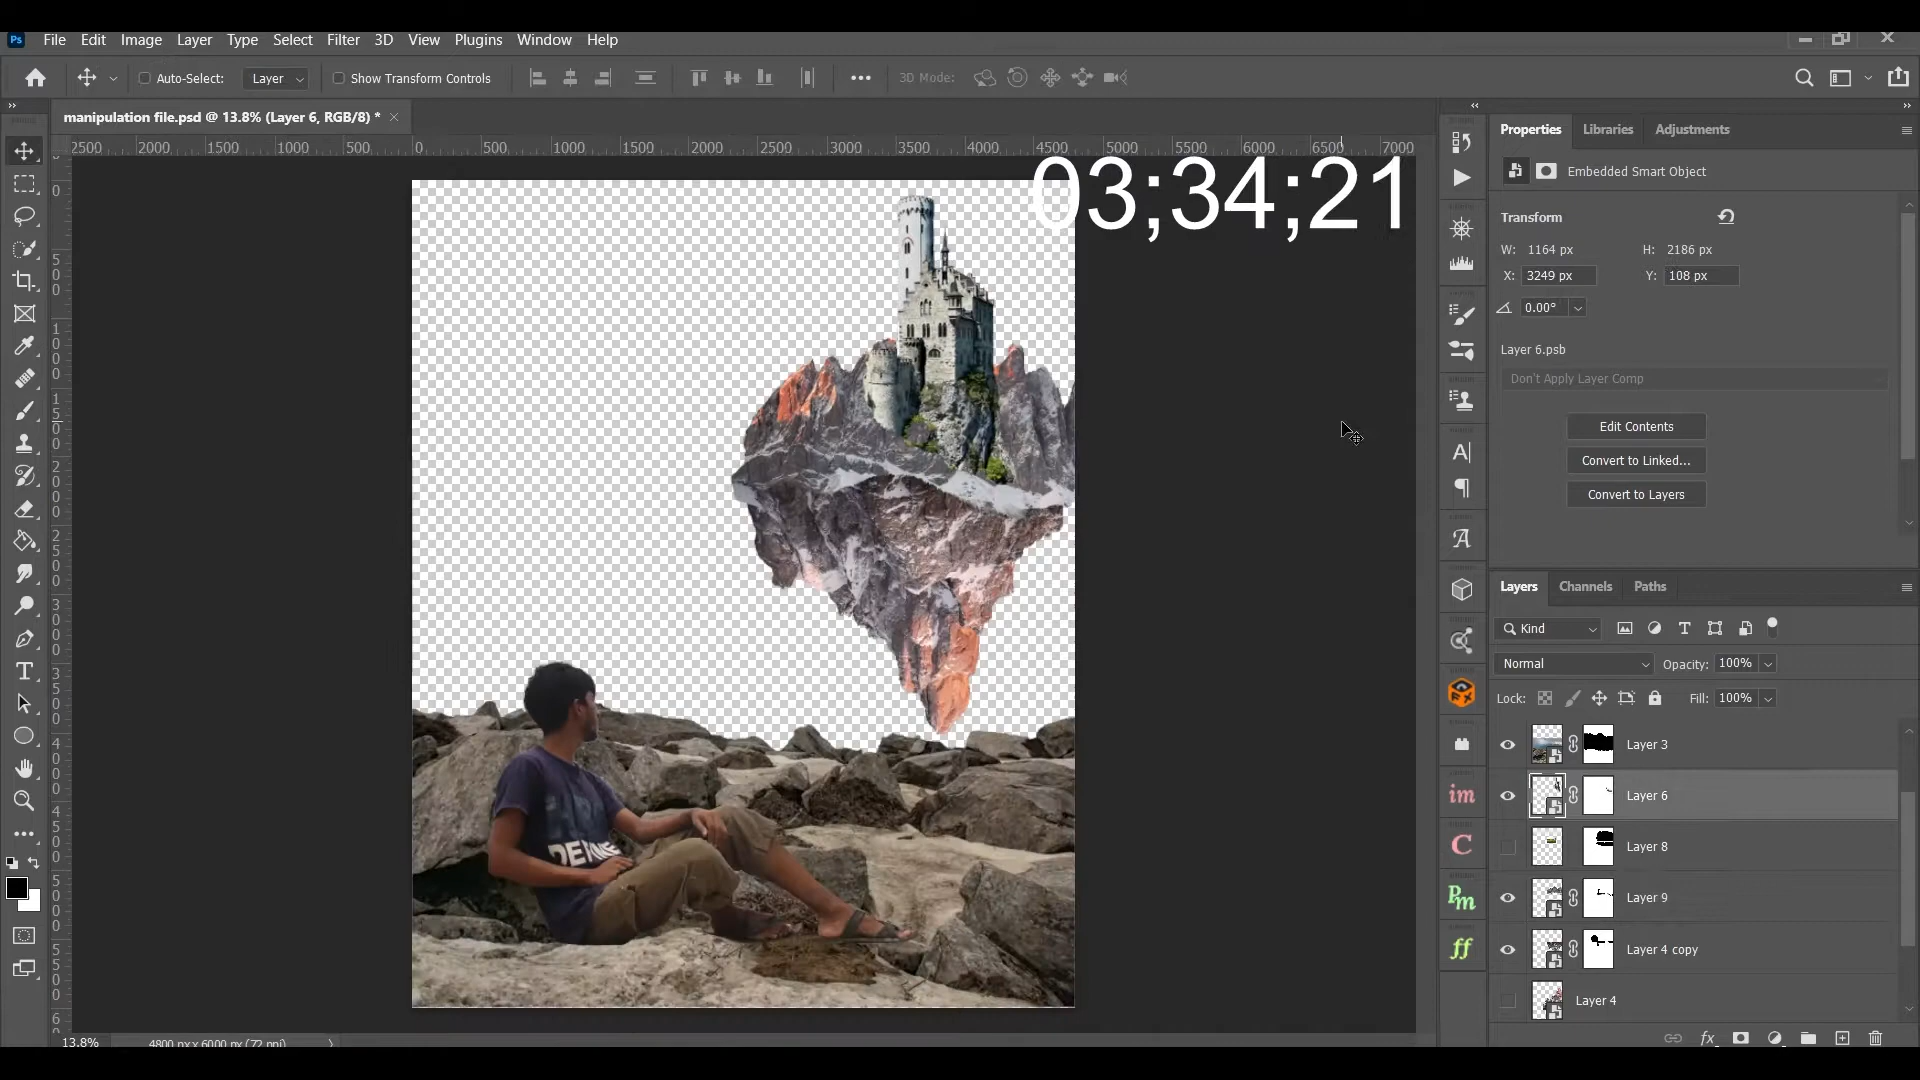 Ps File Edit Image Layer Type Select Filter 3D View Plugins Window Help
Auto-Select: Layer Show Transform Controls 3D Mode:
manipulation file.psd @ 13.8% (Layer 6, RGB/8) *
2500 2000 1500 1000 500 0 500 1000 1500 2000 2500 3000 3500 4000 4500 5000 5500 6000 6500 7000
03;34;21
Properties Libraries Adjustments
Embedded Smart Object
Transform
W: 1164 px H: 2186 px
X: 3249 px Y: 108 px
0.00°
Layer 6.psb
Don't Apply Layer Comp
Edit Contents
Convert to Linked...
Convert to Layers
Layers Channels Paths
Kind
Normal Opacity: 100%
Lock: Fill: 100%
Layer 3
Layer 6
Layer 8
Layer 9
Layer 4 copy
Layer 4
im
C
Pm
ff
fx
13.8% 4800 px x 6000 px (72 ppi)